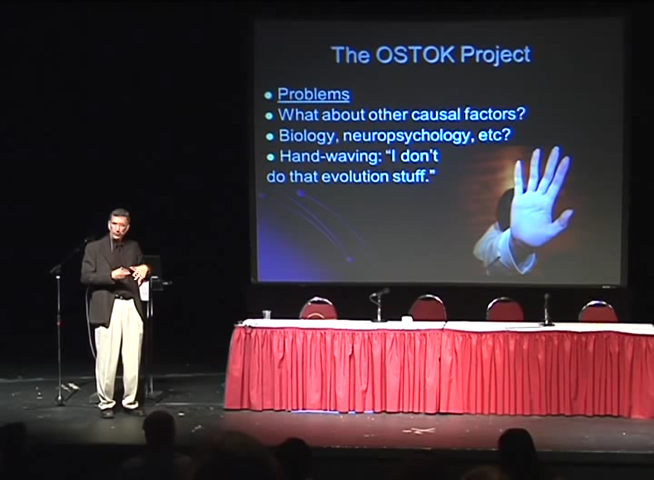 The OSTOK Project
• Problems
• What about other causal factors?
• Biology, neuropsychology, etc?
• Hand-waving: “I don’t
do that evolution stuff.”